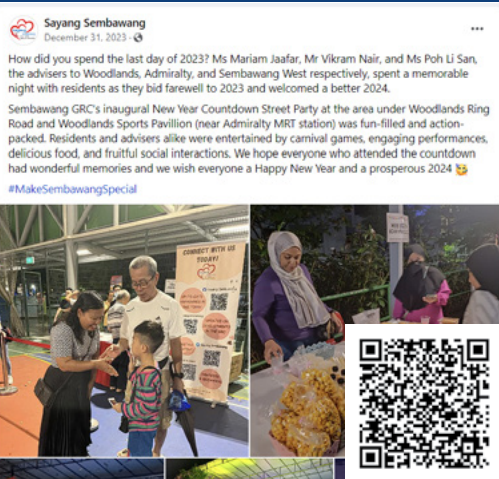 Sayang Sembawang
December 31, 2023 ·
How did you spend the last day of 2023? Ms Mariam Jaafar, Mr Vikram Nair, and Ms Poh Li San,
the advisers to Woodlands, Admiralty, and Sembawang West respectively, spent a memorable
night with residents as they bid farewell to 2023 and welcomed a better 2024.
Sembawang GRC's inaugural New Year Countdown Street Party at the area under Woodlands Ring
Road and Woodlands Sports Pavillion (near Admiralty MRT station) was fun-filled and action-
packed. Residents and advisers alike were entertained by carnival games, engaging performances,
delicious food, and fruitful social interactions. We hope everyone who attended the countdown
had wonderful memories and we wish everyone a Happy New Year and a prosperous 2024
#MakeSembawangSpecial
CONNECT WITH US
TODAY!